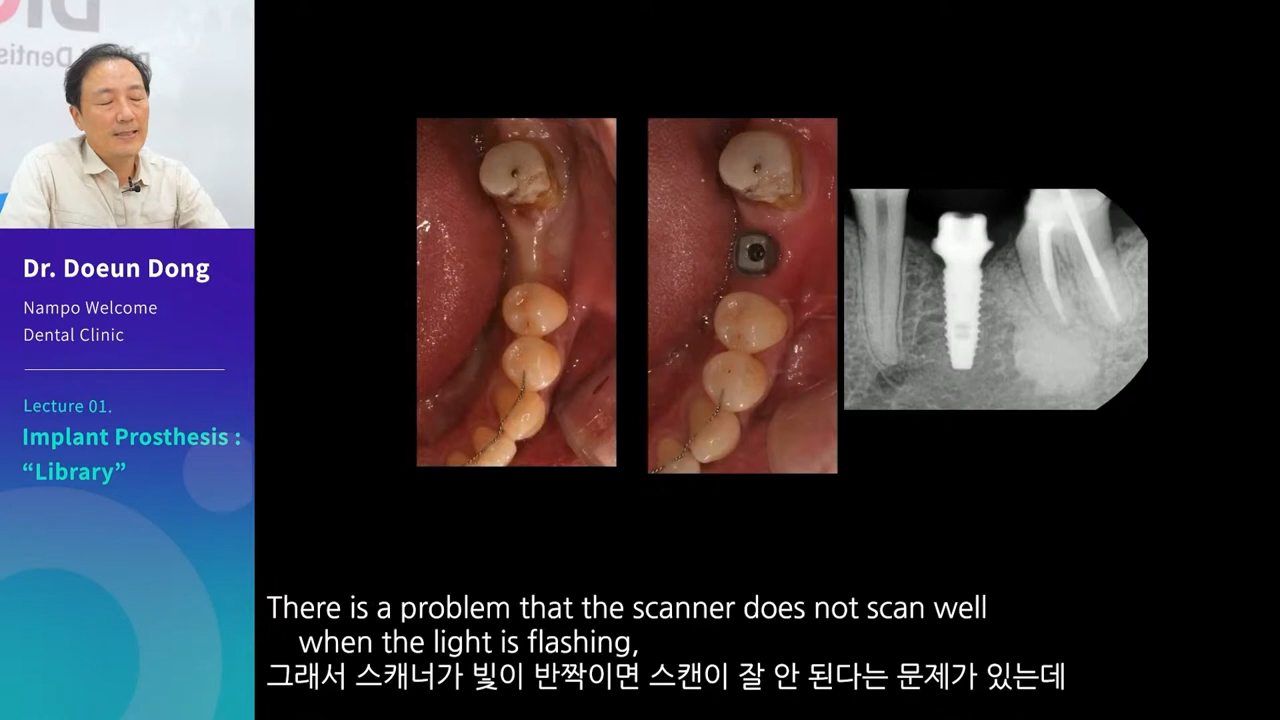 Dr. Doeun Dong
Nampo Welcome
Dental Clinic
Lecture 01.
Implant Prosthesis :
“Library”
There is a problem that the scanner does not scan well
when the light is flashing,
그래서 스캐너가 빛이 반짝이면 스캔이 잘 안 된다는 문제가 있는데